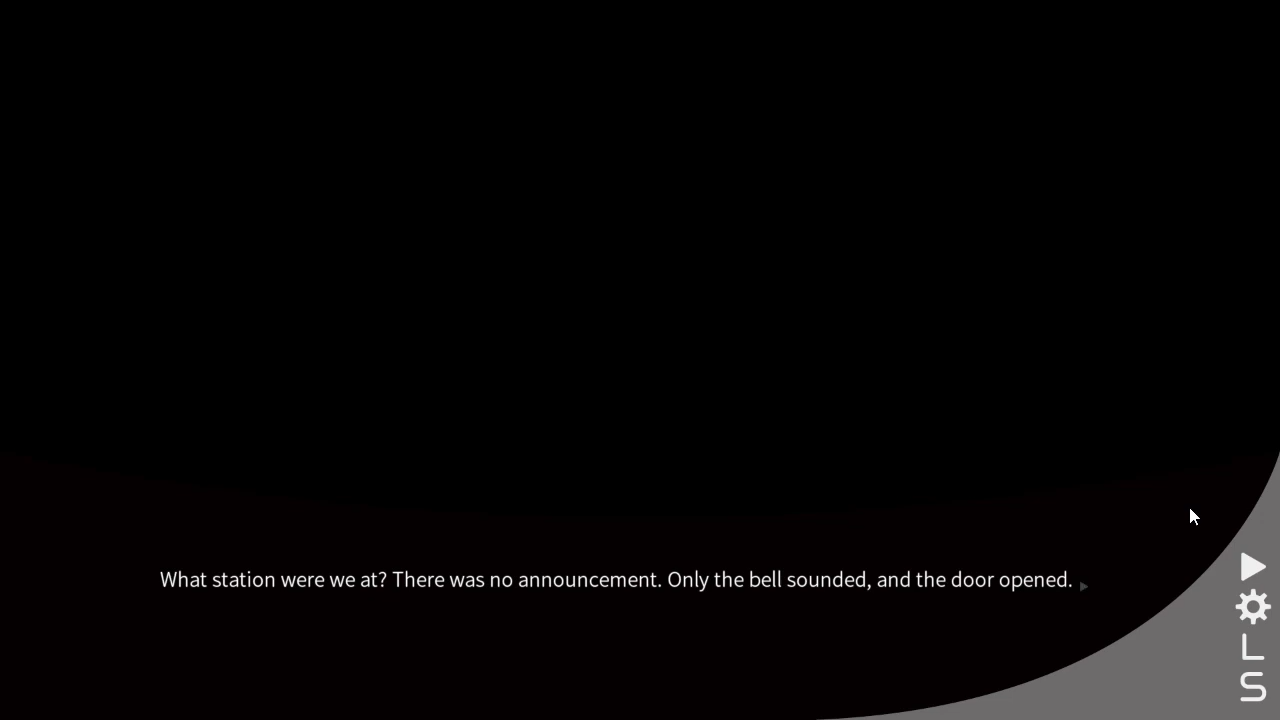 What station were we at? There was no announcement. Only the bell sounded, and the door opened.
L
S